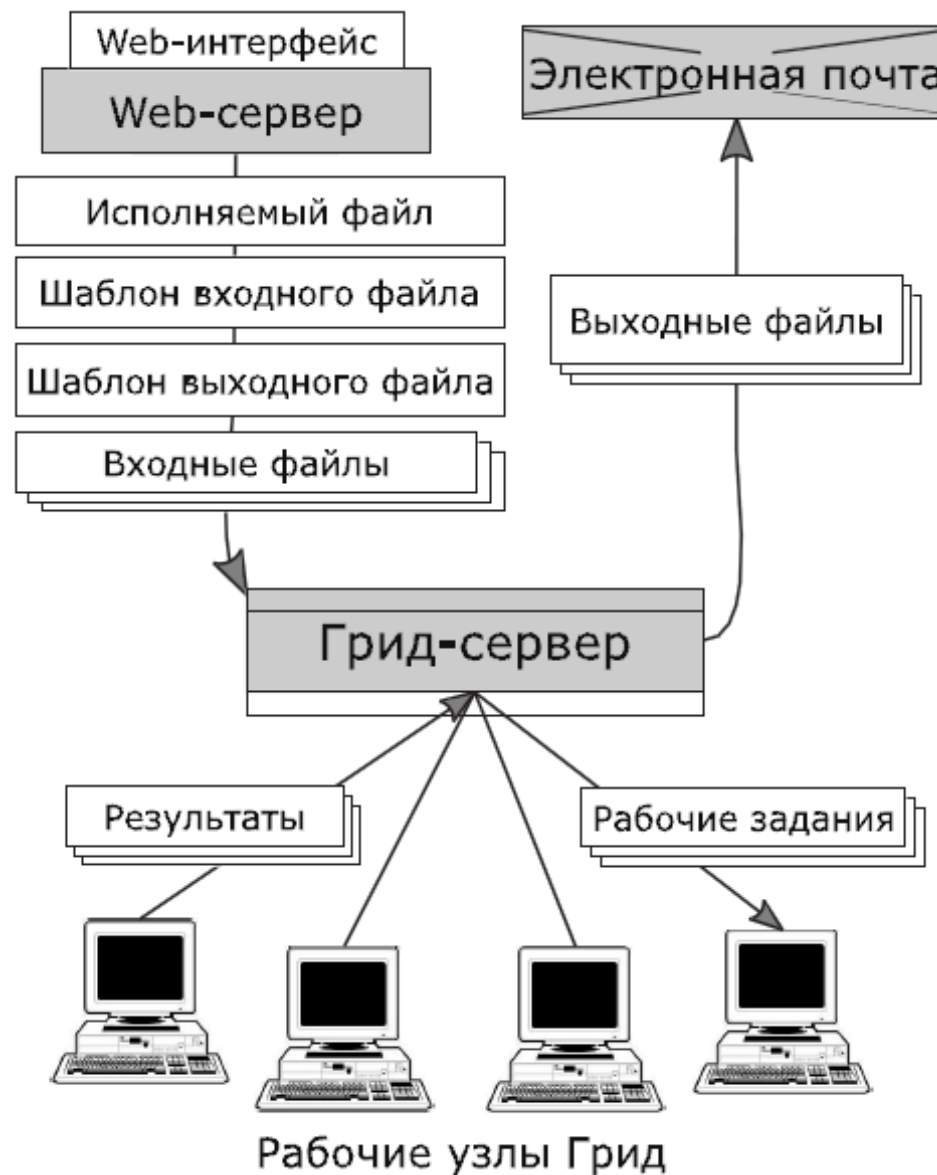 Web-интерфейс
Web-сервер
Исполняемый файл
Шаблон входного файла
Шаблон выходного файла
Входные файлы
Электронная почта
Выходные файлы
Грид-сервер
Результаты
Рабочие задания
Рабочие узлы Грид